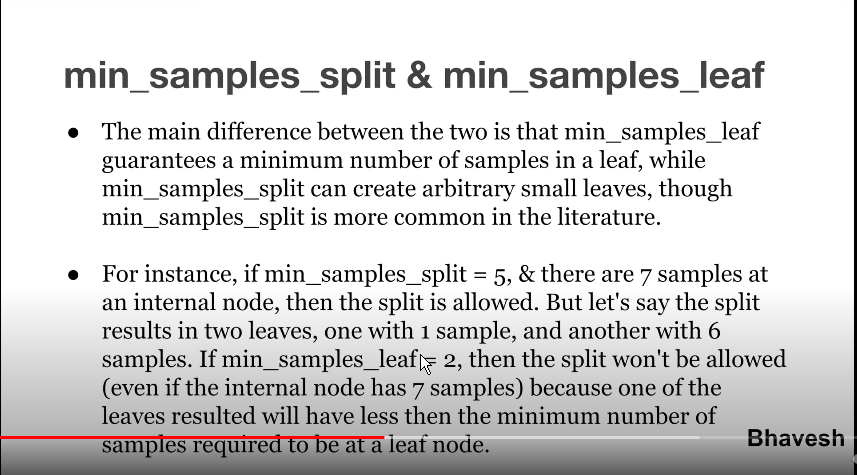 min_samples_split & min_samples_leaf
● The main difference between the two is that min_samples_leaf
guarantees a minimum number of samples in a leaf, while
min_samples_split can create arbitrary small leaves, though
min_samples_split is more common in the literature.
● For instance, if min_samples_split = 5, & there are 7 samples at
an internal node, then the split is allowed. But let's say the split
results in two leaves, one with 1 sample, and another with 6
samples. If min_samples_leaf = 2, then the split won't be allowed
(even if the internal node has 7 samples) because one of the
leaves resulted will have less then the minimum number of
samples required to be at a leaf node.
Bhavesh